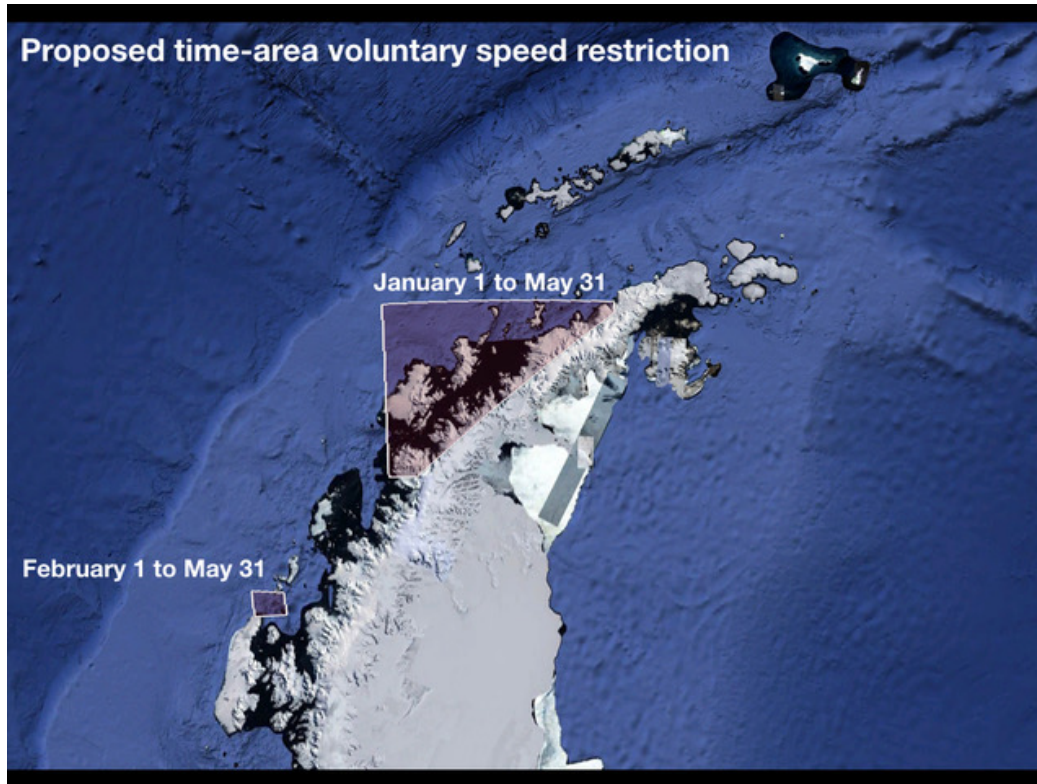 Proposed time-area voluntary speed restriction
January 1 to May 31
February 1 to May 31